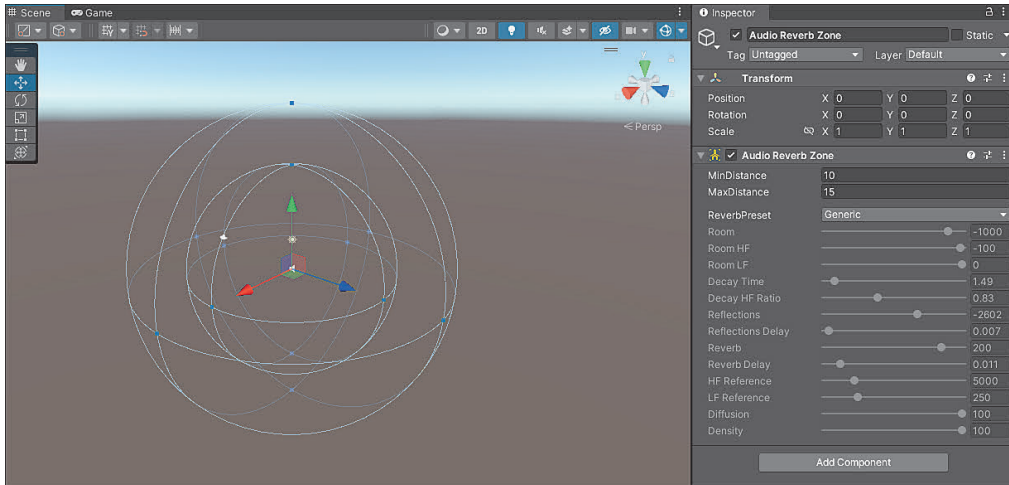 Scene
Game
2D
y
Persp
Inspector
Audio Reverb Zone
Static
Tag Untagged Layer Default
Transform
Position X 0 Y 0 Z 0
Rotation X 0 Y 0 Z 0
Scale X 1 Y 1 Z 1
Audio Reverb Zone
MinDistance 10
MaxDistance 15
ReverbPreset Generic
Room -1000
Room HF -100
Room LF 0
Decay Time 1.49
Decay HF Ratio 0.83
Reflections -2602
Reflections Delay 0.007
Reverb 200
Reverb Delay 0.011
HF Reference 5000
LF Reference 250
Diffusion 100
Density 100
Add Component